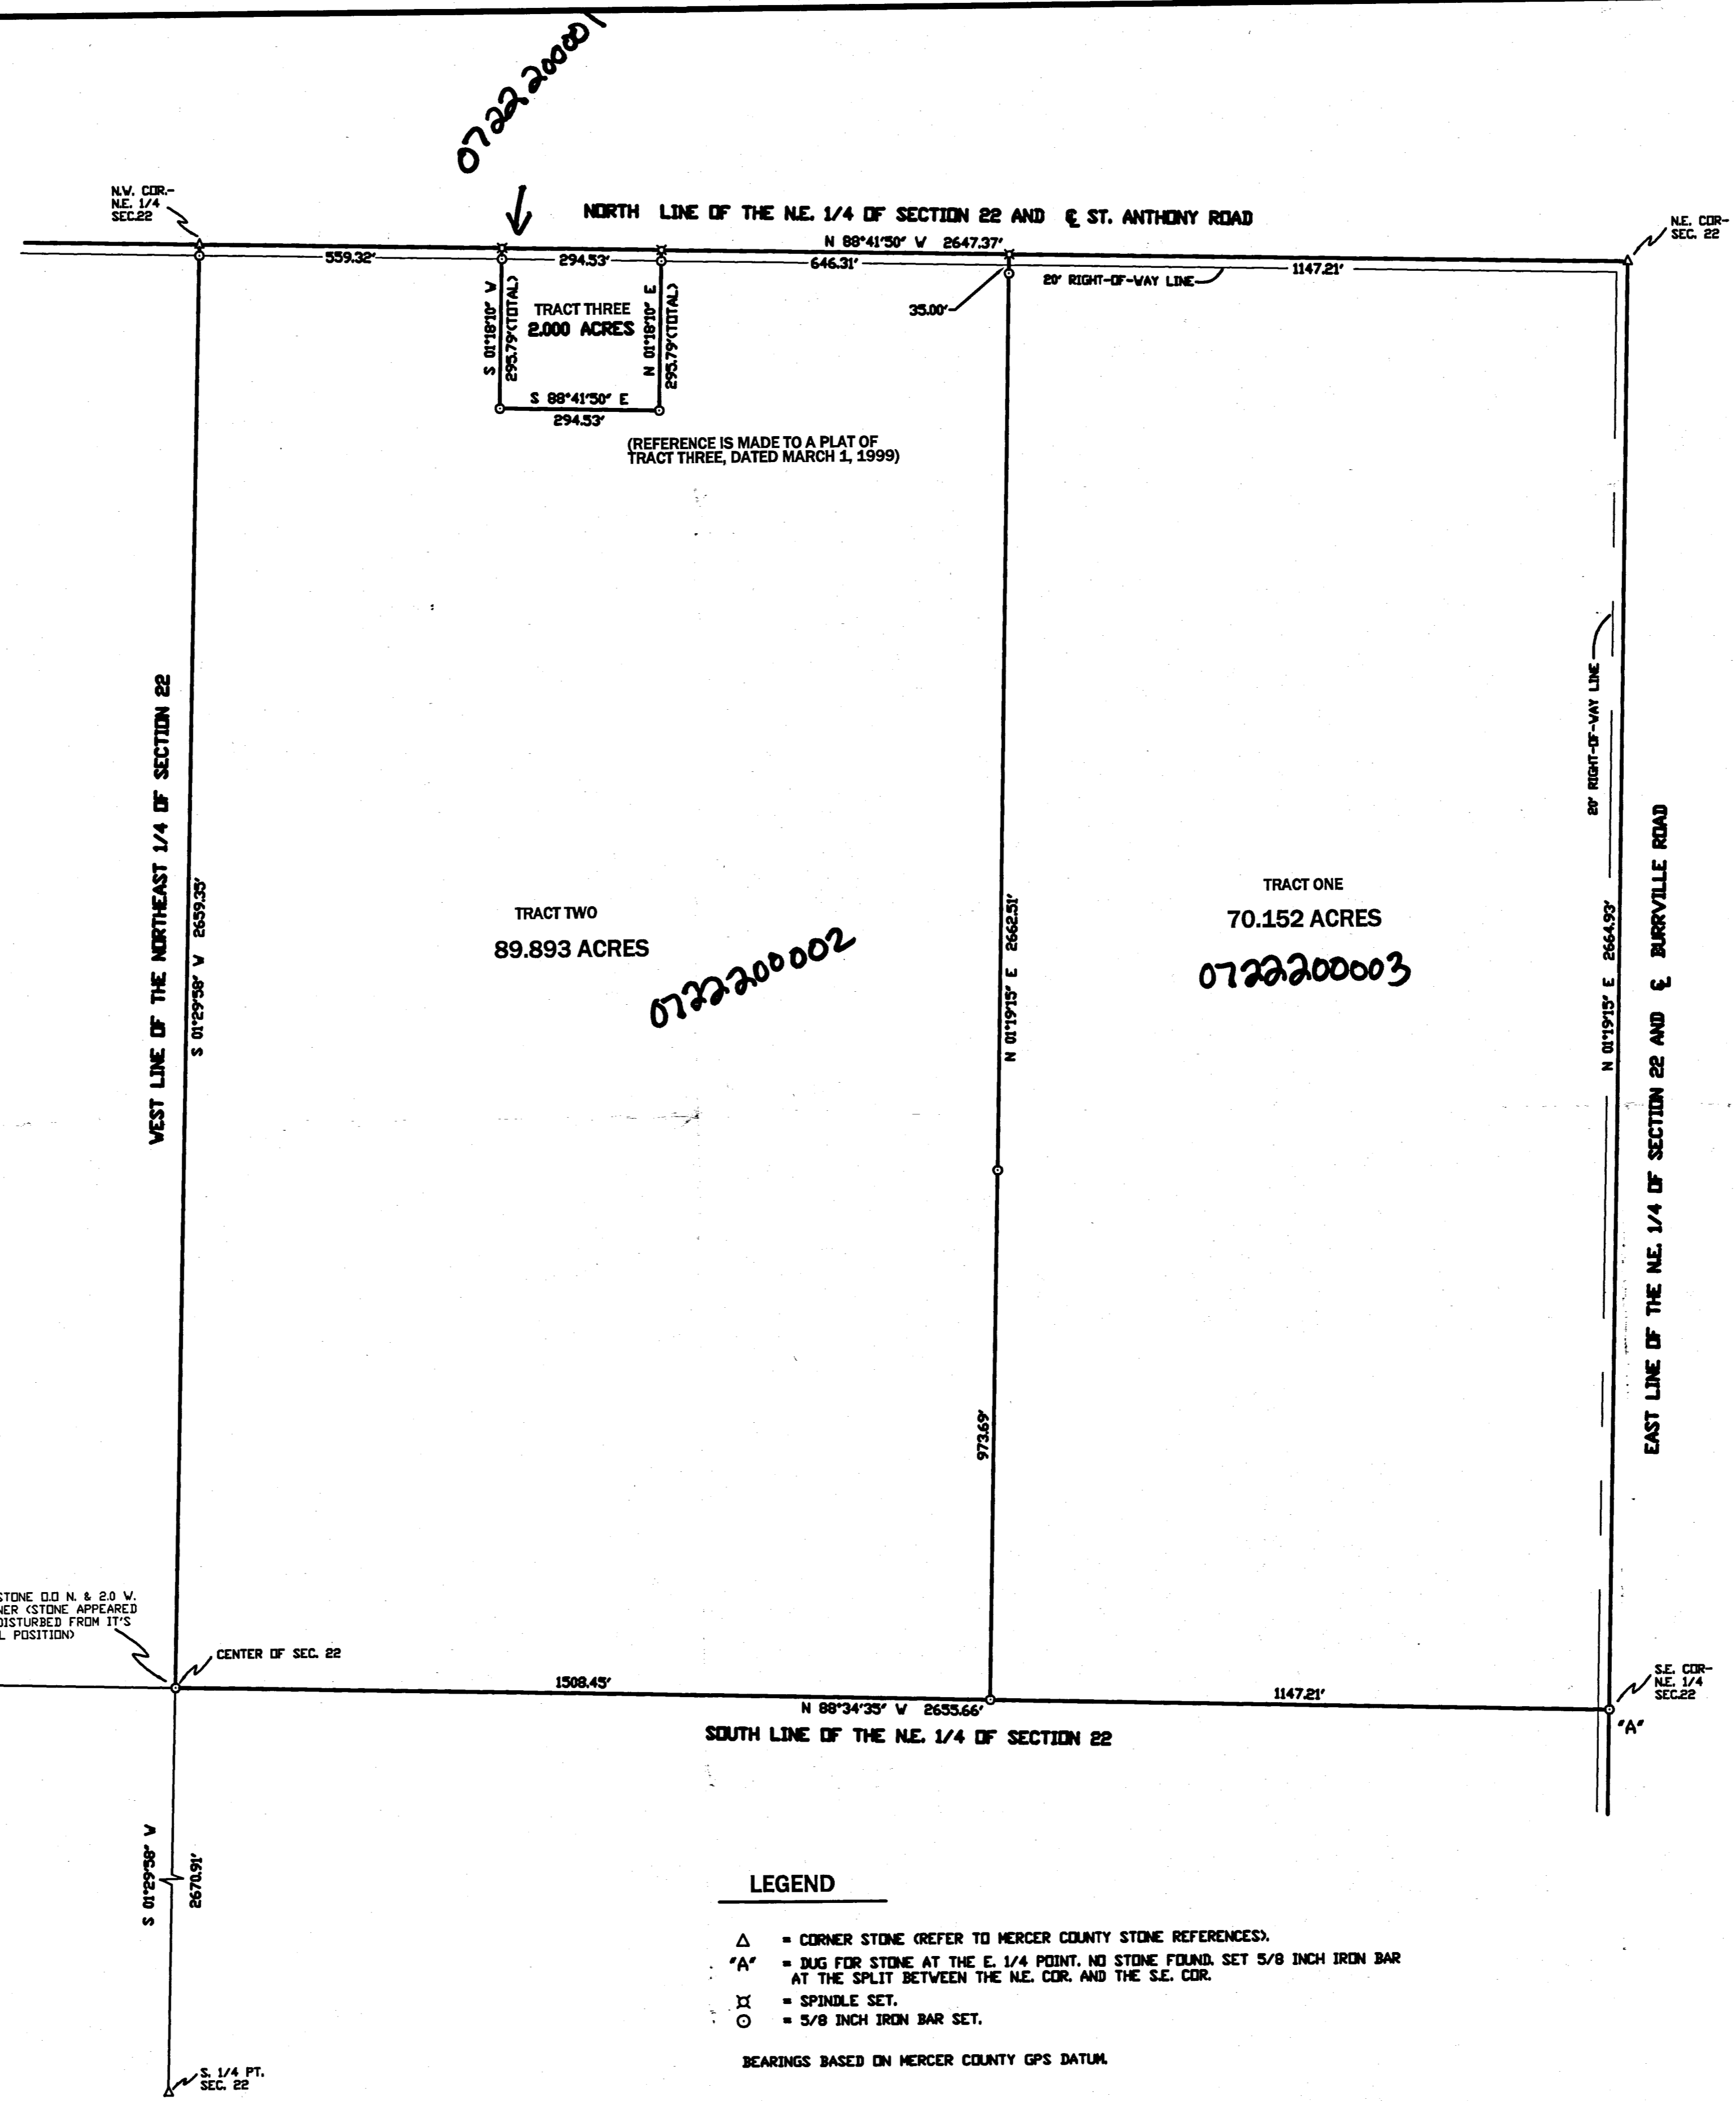 0722200001
N.W. COR.-
N.E. 1/4
SEC.22
NORTH LINE OF THE N.E. 1/4 OF SECTION 22 AND ℄ ST. ANTHONY ROAD
N.E. COR-
SEC. 22
N 88°41'50" W 2647.37'
559.32'
294.53'
646.31'
1147.21'
20' RIGHT-OF-WAY LINE
35.00'
S 01°18'10" W
295.79'(TOTAL)
TRACT THREE
2.000 ACRES
N 01°18'10" E
295.79'(TOTAL)
S 88°41'50" E
294.53'
(REFERENCE IS MADE TO A PLAT OF
TRACT THREE, DATED MARCH 1, 1999)
WEST LINE OF THE NORTHEAST 1/4 OF SECTION 22
S 01°29'58" W 2659.35'
TRACT TWO
89.893 ACRES
0722200002
N 01°19'15" E 2662.51'
973.69'
TRACT ONE
70.152 ACRES
0722200003
20' RIGHT-OF-WAY LINE
N 01°19'15" E 2664.93'
EAST LINE OF THE N.E. 1/4 OF SECTION 22 AND ℄ BURRVILLE ROAD
STONE 0.0 N. & 2.0 W.
NER (STONE APPEARED
DISTURBED FROM IT'S
L POSITION)
CENTER OF SEC. 22
1508.45'
N 88°34'35" W 2655.66'
1147.21'
SOUTH LINE OF THE N.E. 1/4 OF SECTION 22
S.E. COR-
N.E. 1/4
SEC.22
"A"
S 01°29'58" W
2670.91'
S. 1/4 PT.
SEC. 22
LEGEND
△ = CORNER STONE (REFER TO MERCER COUNTY STONE REFERENCES).
"A" = DUG FOR STONE AT THE E. 1/4 POINT. NO STONE FOUND. SET 5/8 INCH IRON BAR
AT THE SPLIT BETWEEN THE N.E. COR. AND THE S.E. COR.
= SPINDLE SET.
= 5/8 INCH IRON BAR SET.
BEARINGS BASED ON MERCER COUNTY GPS DATUM.